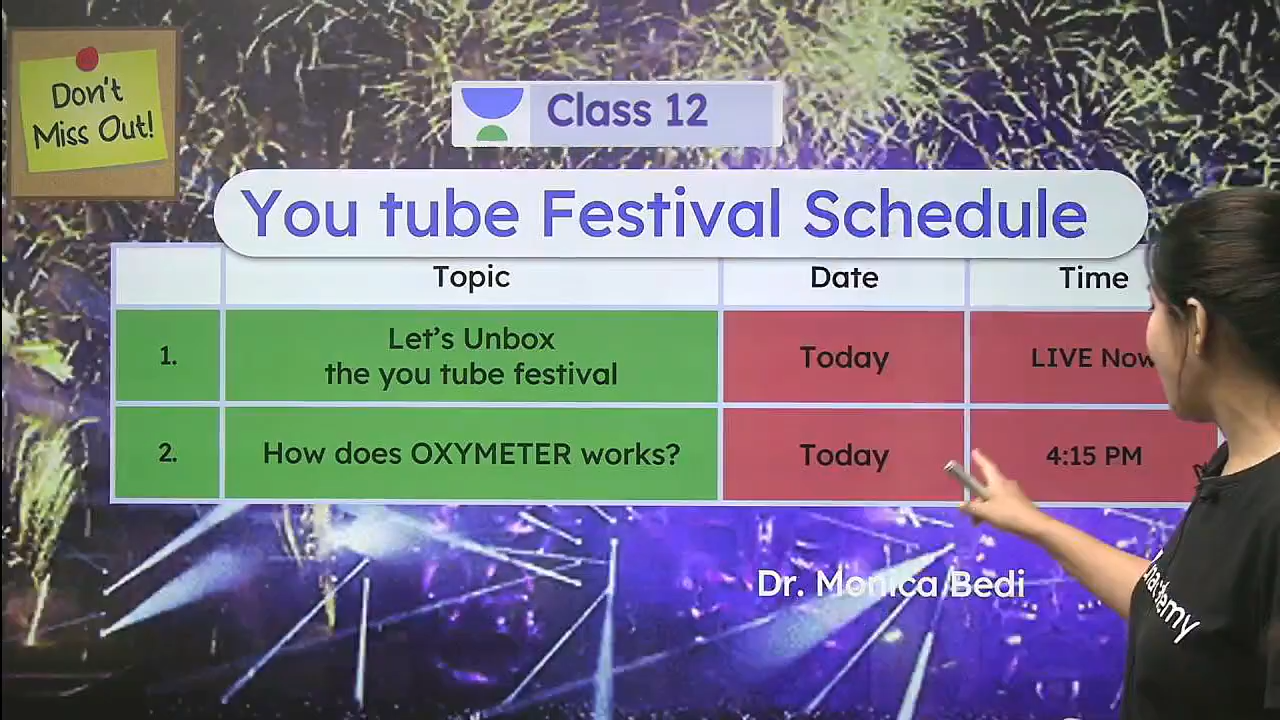 Don't
Miss Out!
Class 12
You tube Festival Schedule
Topic
Date
Time
1.
Let's Unbox
the you tube festival
Today
LIVE Now
2.
How does OXYMETER works?
Today
4:15 PM
Dr. Monica Bedi